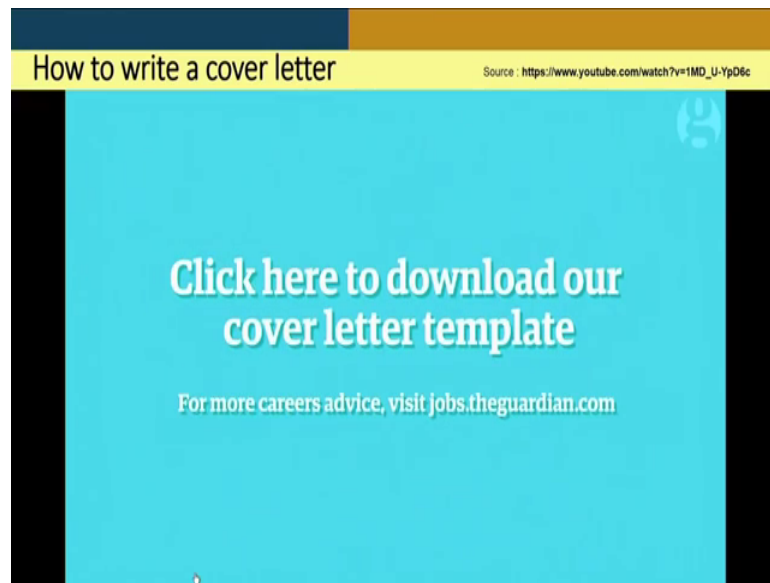 How to write a cover letter
Source : https://www.youtube.com/watch?v=1MD_U-YpD6c
g
Click here to download our
cover letter template
For more careers advice, visit jobs.theguardian.com